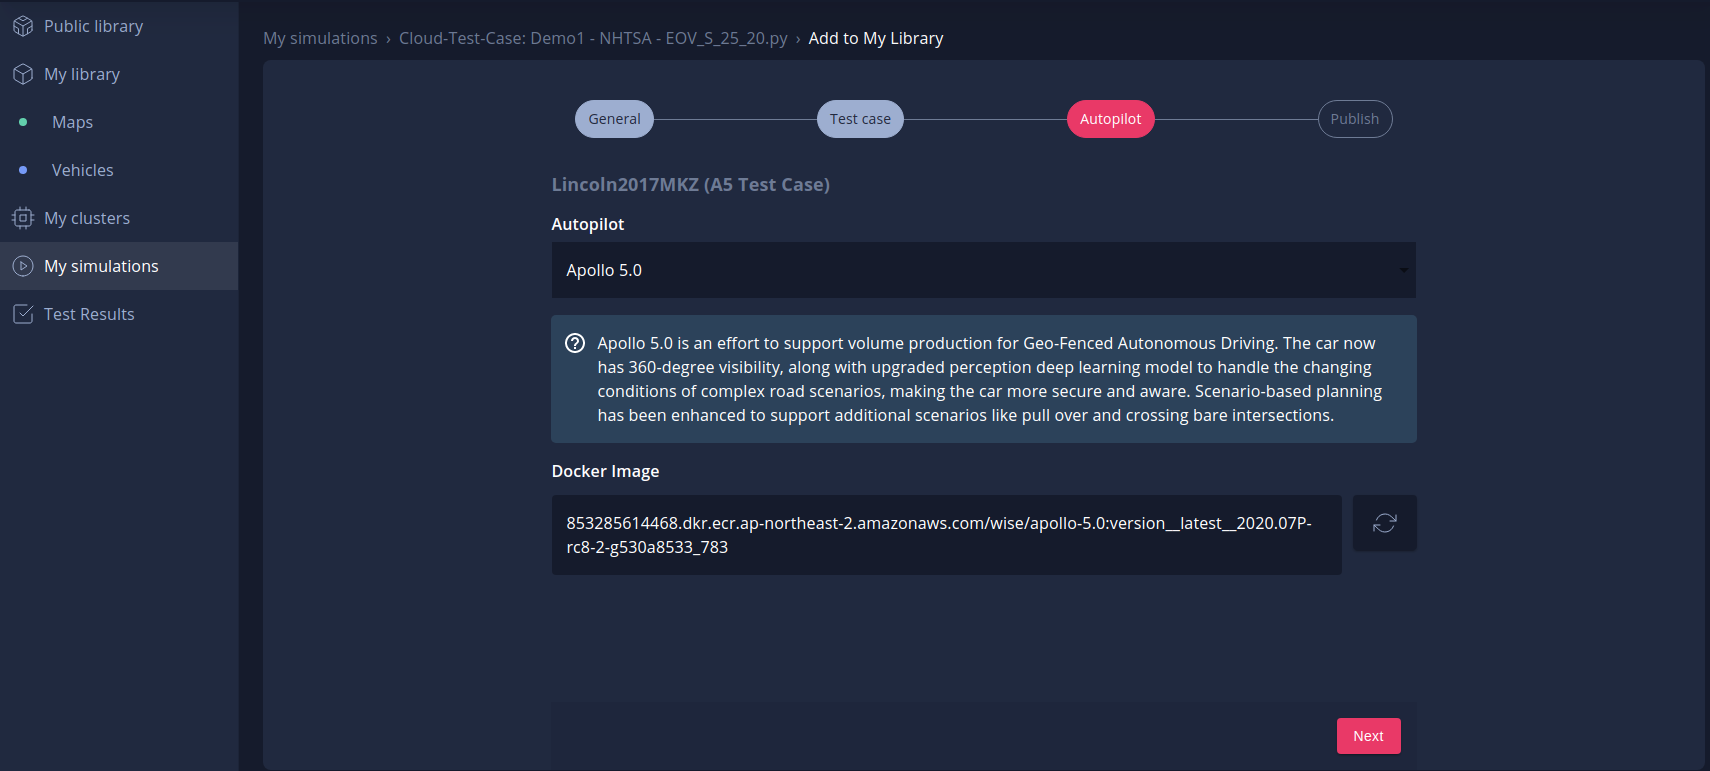 Public library
My library
Maps
Vehicles
My clusters
My simulations
Test Results
My simulations › Cloud-Test-Case: Demo1 - NHTSA - EOV_S_25_20.py › Add to My Library
General
Test case
Autopilot
Publish
Lincoln2017MKZ (A5 Test Case)
Autopilot
Apollo 5.0
Apollo 5.0 is an effort to support volume production for Geo-Fenced Autonomous Driving. The car now
has 360-degree visibility, along with upgraded perception deep learning model to handle the changing
conditions of complex road scenarios, making the car more secure and aware. Scenario-based planning
has been enhanced to support additional scenarios like pull over and crossing bare intersections.
Docker Image
853285614468.dkr.ecr.ap-northeast-2.amazonaws.com/wise/apollo-5.0:version__latest__2020.07P-
rc8-2-g530a8533_783
Next